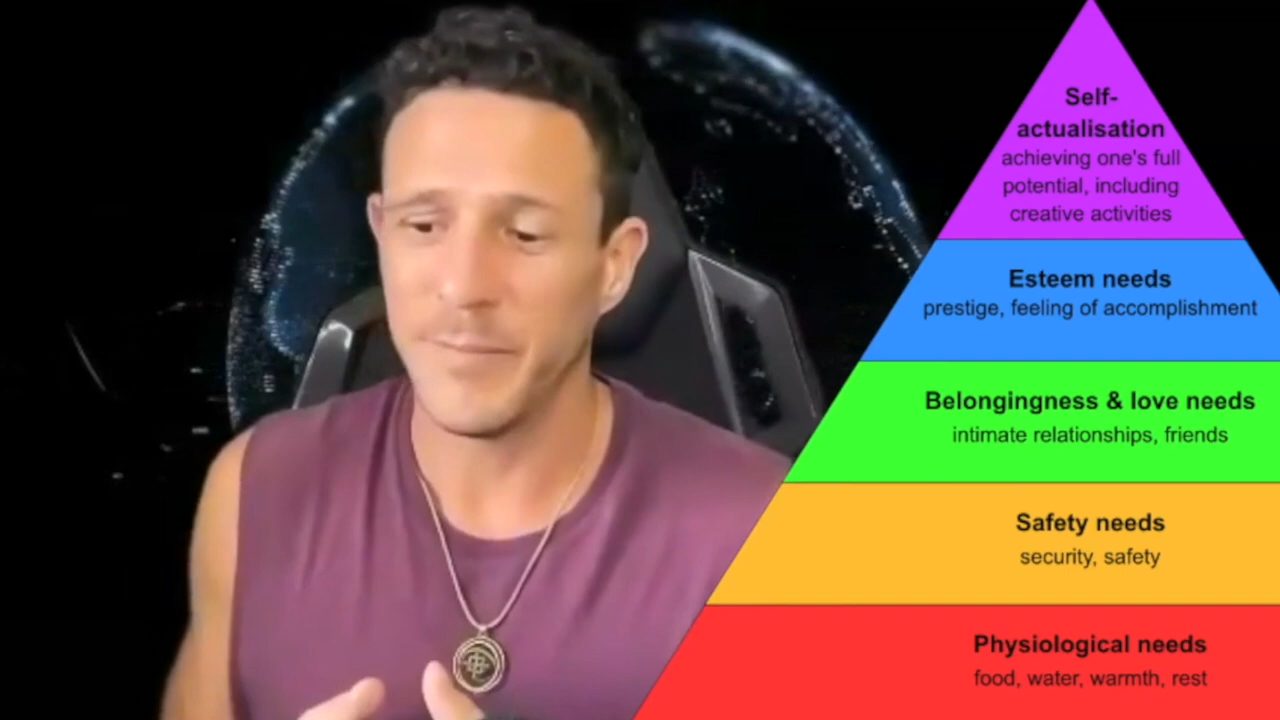 Self-
actualisation
achieving one's full
potential, including
creative activities
Esteem needs
prestige, feeling of accomplishment
Belongingness & love needs
intimate relationships, friends
Safety needs
security, safety
Physiological needs
food, water, warmth, rest